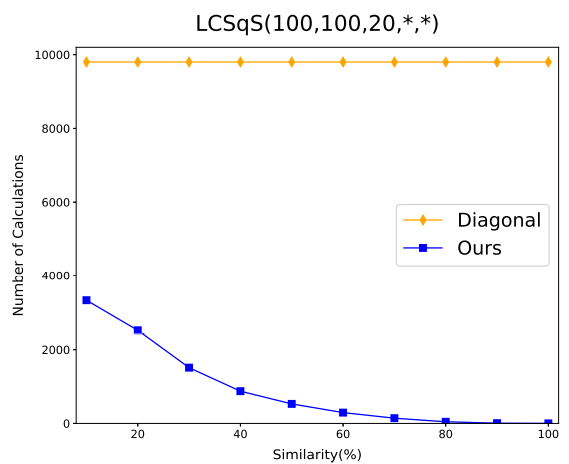 LCSqS(100,100,20,*,*)
Number of Calculations
10000
8000
6000
4000
2000
0
Diagonal
Ours
20
40
60
80
100
Similarity(%)